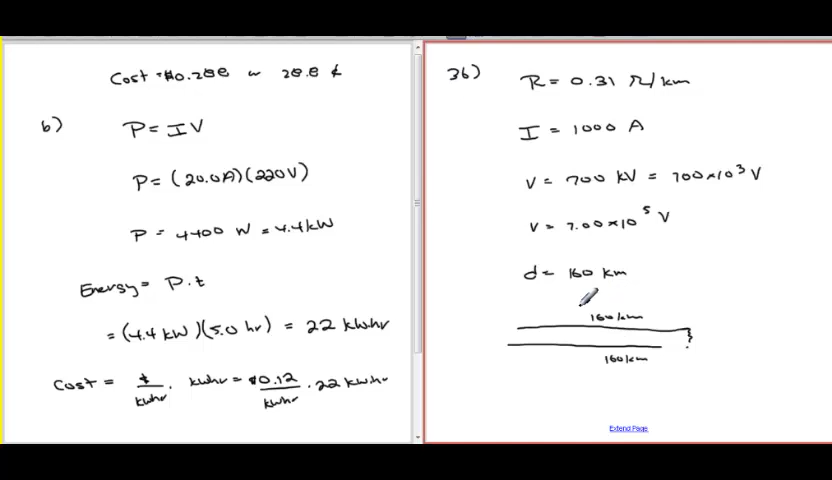 Cost = $0.288 or 28.8 ¢
b)
P = IV
P = (20.0A)(220V)
P = 4400 W = 4.4kW
Energy = P.t
= (4.4 kW)(5.0 hr) = 22 kWhr
Cost = $/kWhr . kWhr = $0.12/kWhr . 22 kWhr
36)
R = 0.31 Ω/km
I = 1000 A
V = 700 kV = 700×10³ V
V = 7.00×10⁵ V
d = 160 km
160 km
160 km
Extend Page